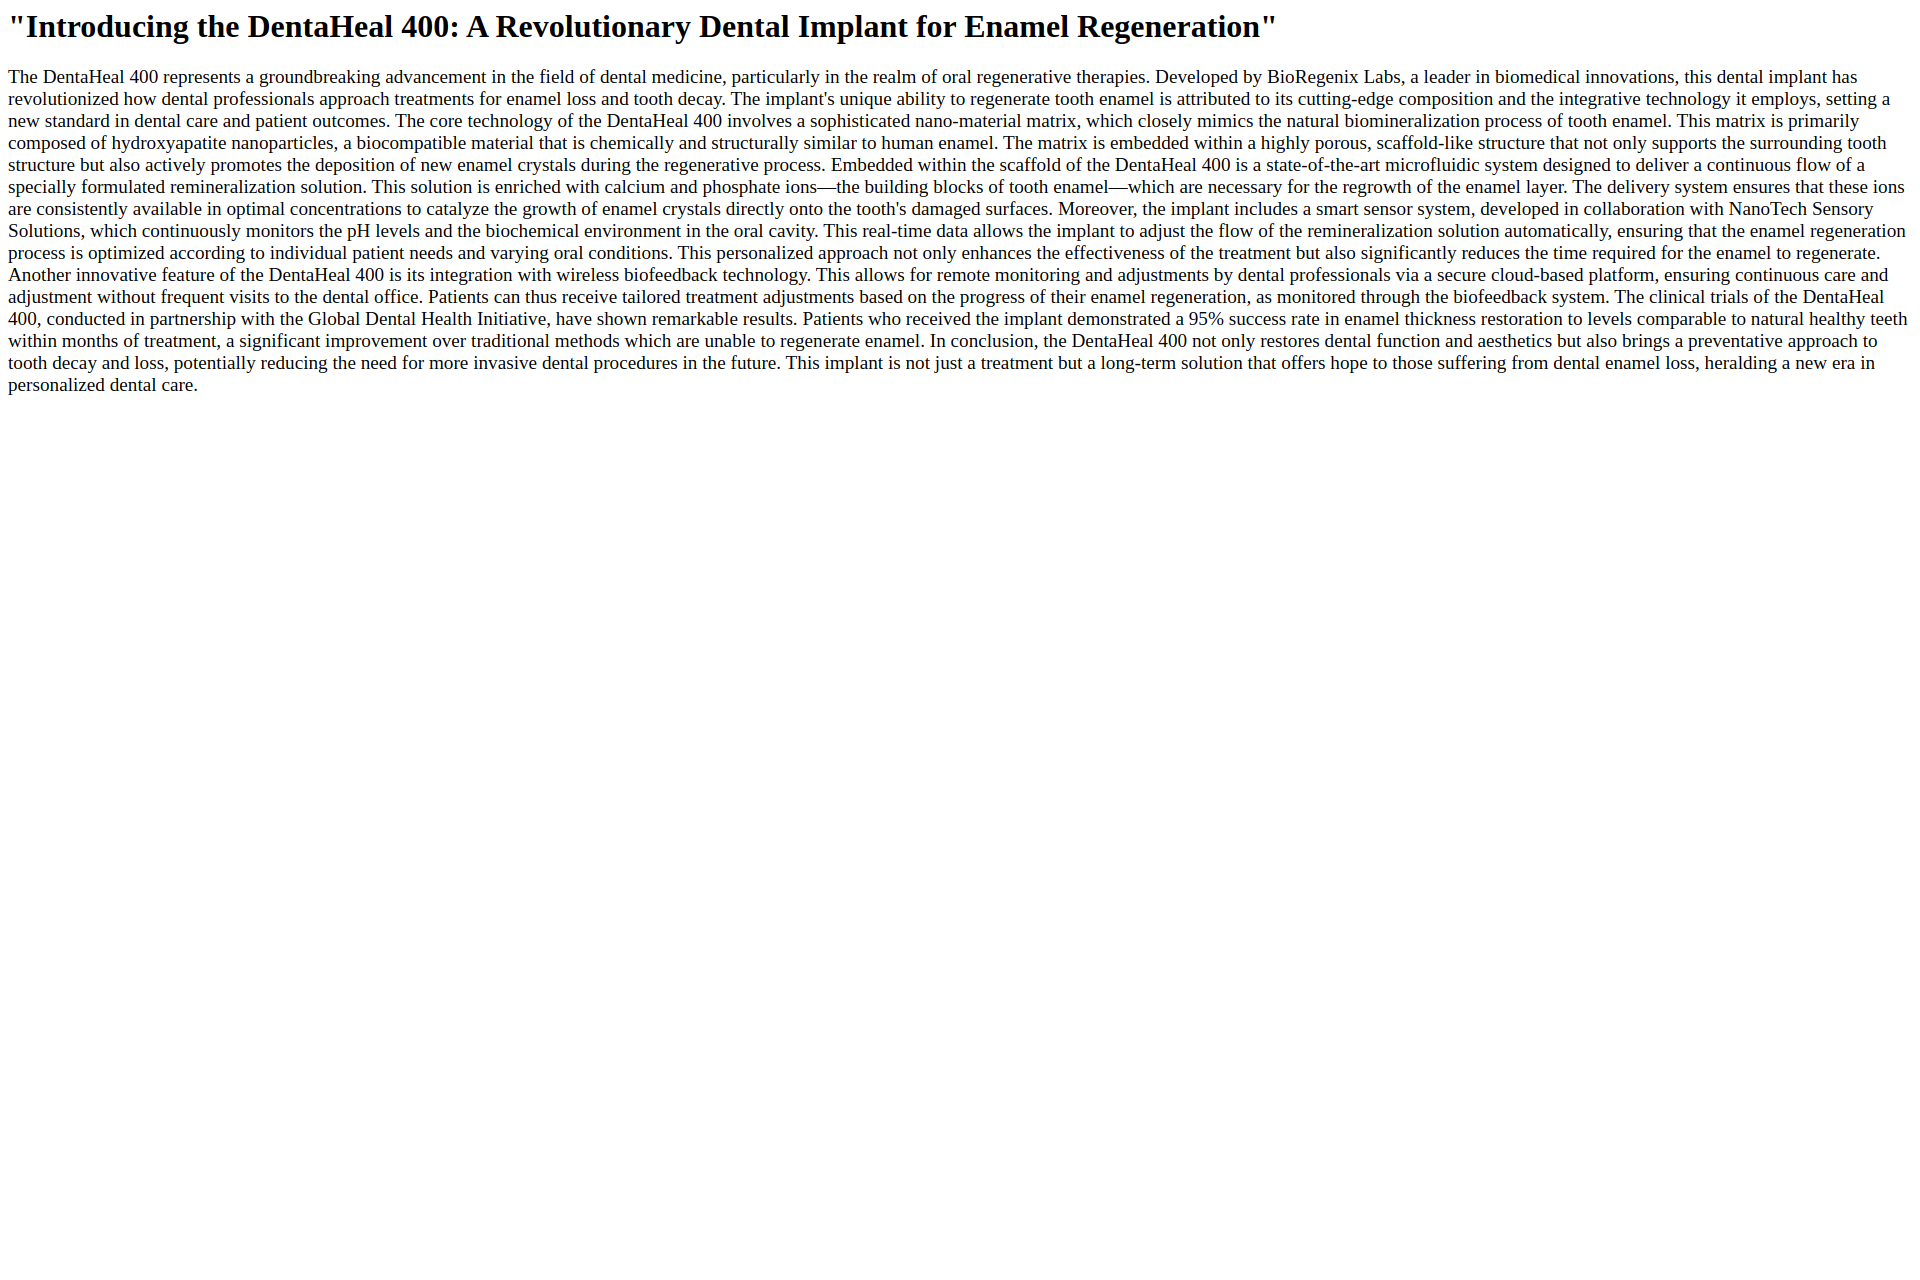 "Introducing the DentaHeal 400: A Revolutionary Dental Implant for Enamel Regeneration"
The DentaHeal 400 represents a groundbreaking advancement in the field of dental medicine, particularly in the realm of oral regenerative therapies. Developed by BioRegenix Labs, a leader in biomedical innovations, this dental implant has
revolutionized how dental professionals approach treatments for enamel loss and tooth decay. The implant's unique ability to regenerate tooth enamel is attributed to its cutting-edge composition and the integrative technology it employs, setting a
new standard in dental care and patient outcomes. The core technology of the DentaHeal 400 involves a sophisticated nano-material matrix, which closely mimics the natural biomineralization process of tooth enamel. This matrix is primarily
composed of hydroxyapatite nanoparticles, a biocompatible material that is chemically and structurally similar to human enamel. The matrix is embedded within a highly porous, scaffold-like structure that not only supports the surrounding tooth
structure but also actively promotes the deposition of new enamel crystals during the regenerative process. Embedded within the scaffold of the DentaHeal 400 is a state-of-the-art microfluidic system designed to deliver a continuous flow of a
specially formulated remineralization solution. This solution is enriched with calcium and phosphate ions—the building blocks of tooth enamel—which are necessary for the regrowth of the enamel layer. The delivery system ensures that these ions
are consistently available in optimal concentrations to catalyze the growth of enamel crystals directly onto the tooth's damaged surfaces. Moreover, the implant includes a smart sensor system, developed in collaboration with NanoTech Sensory
Solutions, which continuously monitors the pH levels and the biochemical environment in the oral cavity. This real-time data allows the implant to adjust the flow of the remineralization solution automatically, ensuring that the enamel regeneration
process is optimized according to individual patient needs and varying oral conditions. This personalized approach not only enhances the effectiveness of the treatment but also significantly reduces the time required for the enamel to regenerate.
Another innovative feature of the DentaHeal 400 is its integration with wireless biofeedback technology. This allows for remote monitoring and adjustments by dental professionals via a secure cloud-based platform, ensuring continuous care and
adjustment without frequent visits to the dental office. Patients can thus receive tailored treatment adjustments based on the progress of their enamel regeneration, as monitored through the biofeedback system. The clinical trials of the DentaHeal
400, conducted in partnership with the Global Dental Health Initiative, have shown remarkable results. Patients who received the implant demonstrated a 95% success rate in enamel thickness restoration to levels comparable to natural healthy teeth
within months of treatment, a significant improvement over traditional methods which are unable to regenerate enamel. In conclusion, the DentaHeal 400 not only restores dental function and aesthetics but also brings a preventative approach to
tooth decay and loss, potentially reducing the need for more invasive dental procedures in the future. This implant is not just a treatment but a long-term solution that offers hope to those suffering from dental enamel loss, heralding a new era in
personalized dental care.